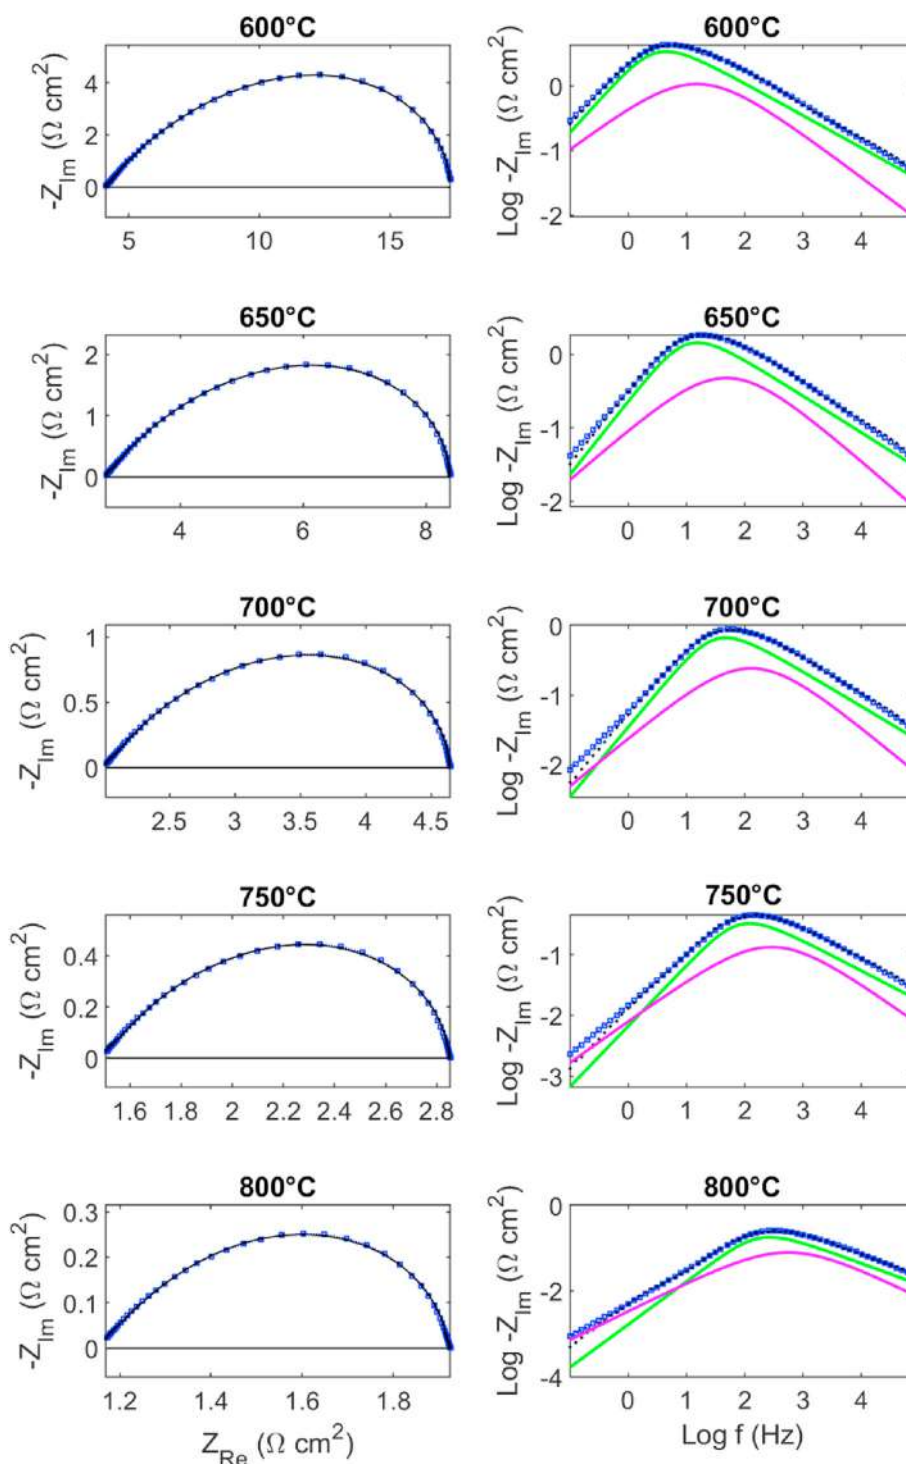 600°C
-Z_Im (Ω cm²)
4
2
0
5 10 15
600°C
Log -Z_Im (Ω cm²)
0
-1
-2
0 1 2 4
650°C
-Z_Im (Ω cm²)
2
1
0
4 6 8
650°C
Log -Z_Im (Ω cm²)
0
-1
-2
0 1 2 4
700°C
-Z_Im (Ω cm²)
1
0.5
0
2.5 3 3.5 4 4.5
700°C
Log -Z_Im (Ω cm²)
0
-1
-2
0 1 2 4
750°C
-Z_Im (Ω cm²)
0.4
0.2
0
1.6 1.8 2 2.2 2.4 2.6 2.8
750°C
Log -Z_Im (Ω cm²)
-1
-2
-3
0 1 2 4
800°C
-Z_Im (Ω cm²)
0.3
0.2
0.1
0
1.2 1.4 1.6 1.8
Z_Re (Ω cm²)
800°C
Log -Z_Im (Ω cm²)
0
-2
-4
0 1 2 4
Log f (Hz)